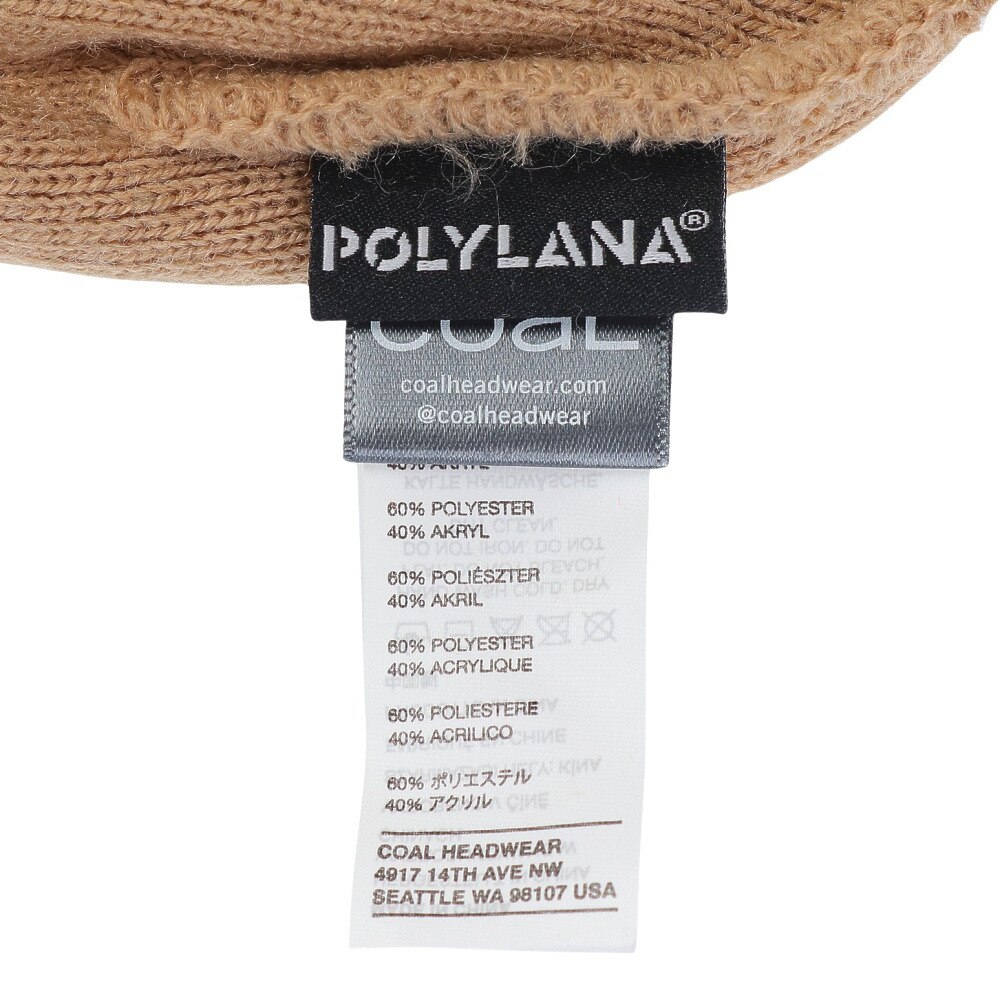 POLYLANA®
coaL
coalheadwear.com
@coalheadwear
60% POLYESTER
40% AKRYL
60% POLIÉSZTER
40% AKRIL
60% POLYESTER
40% ACRYLIQUE
60% POLIESTERE
40% ACRILICO
60% ポリエステル
40% アクリル
COAL HEADWEAR
4917 14TH AVE NW
SEATTLE WA 98107 USA